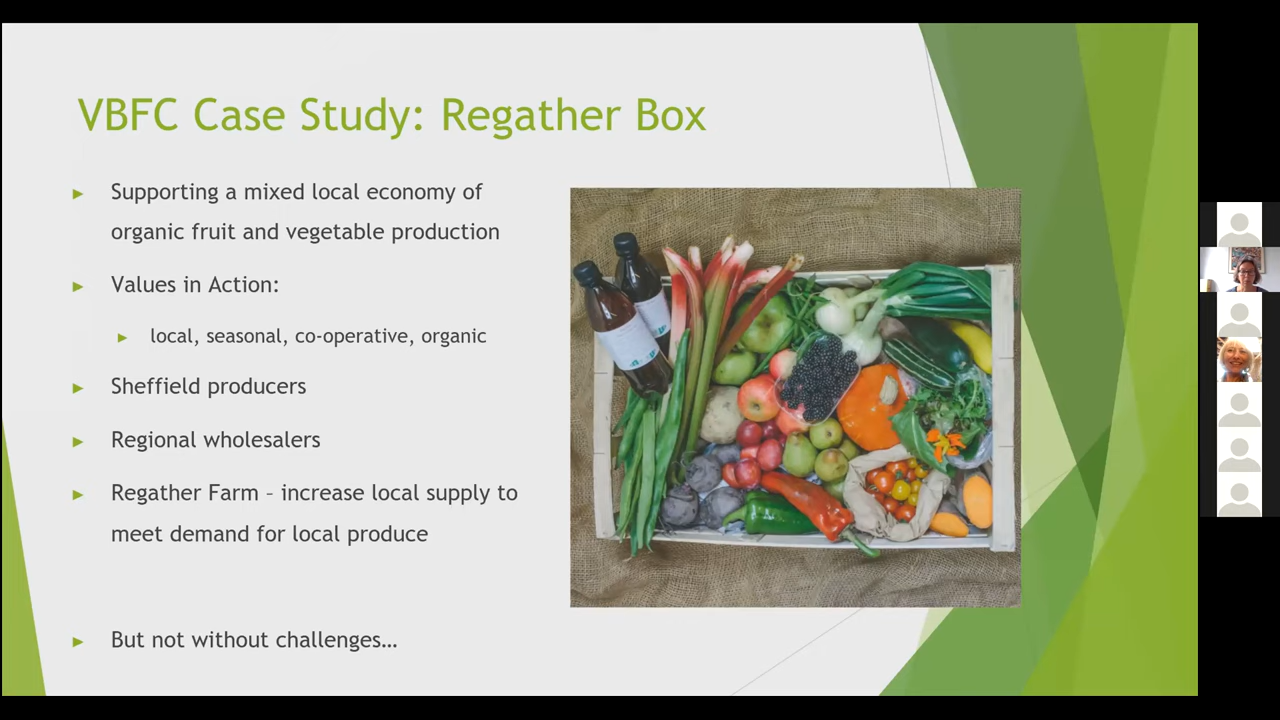 VBFC Case Study: Regather Box
Supporting a mixed local economy of
organic fruit and vegetable production
Values in Action:
local, seasonal, co-operative, organic
Sheffield producers
Regional wholesalers
Regather Farm – increase local supply to
meet demand for local produce
But not without challenges…